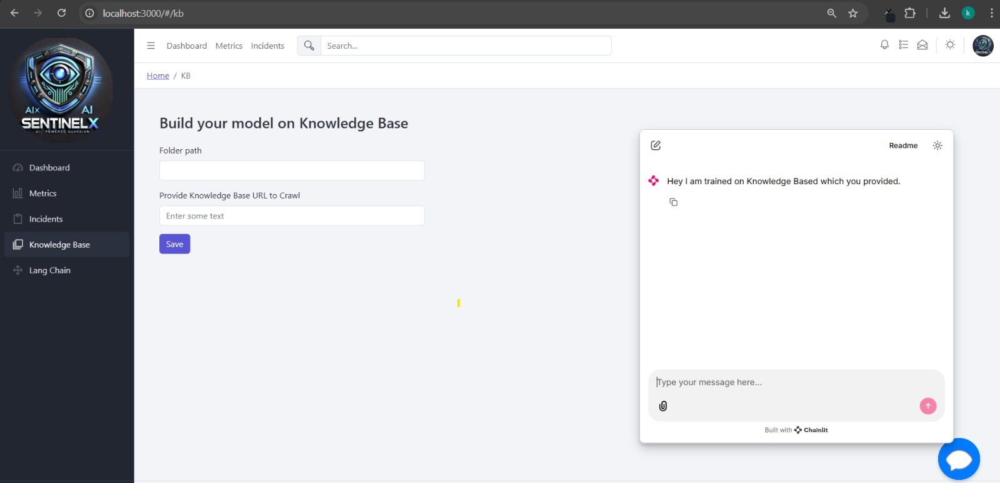 localhost:3000/#/kb
k
AIx AI
SENTINELX
AI-POWERED GUARDIAN
Dashboard
Metrics
Incidents
Knowledge Base
Lang Chain
Dashboard Metrics Incidents Search...
SENTINELX
Home / KB
Build your model on Knowledge Base
Folder path
Provide Knowledge Base URL to Crawl
Enter some text
Save
Readme
Hey I am trained on Knowledge Based which you provided.
Type your message here...
Built with Chainlit